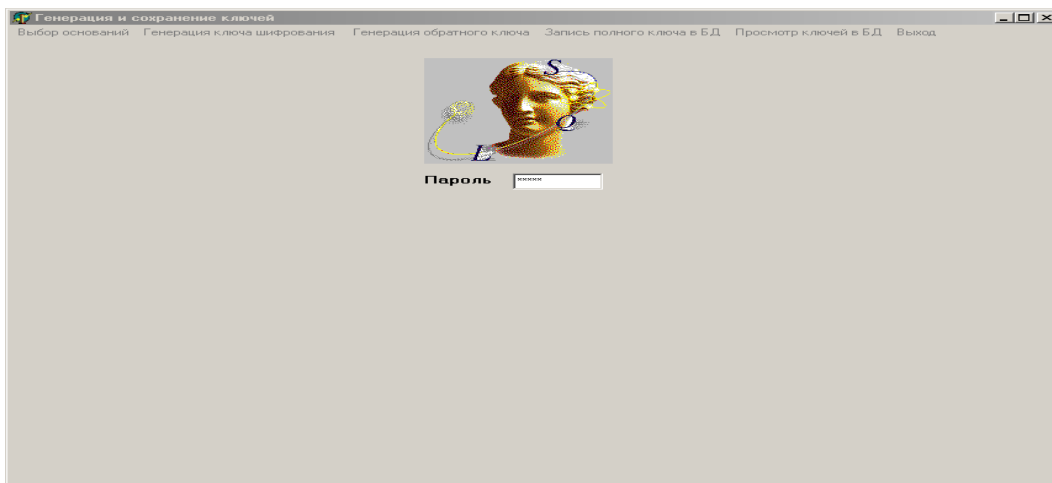 Генерация и сохранение ключей
Выбор оснований Генерация ключа шифрования Генерация обратного ключа Запись полного ключа в БД Просмотр ключей в БД Выход
S
Q
L
Пароль *****